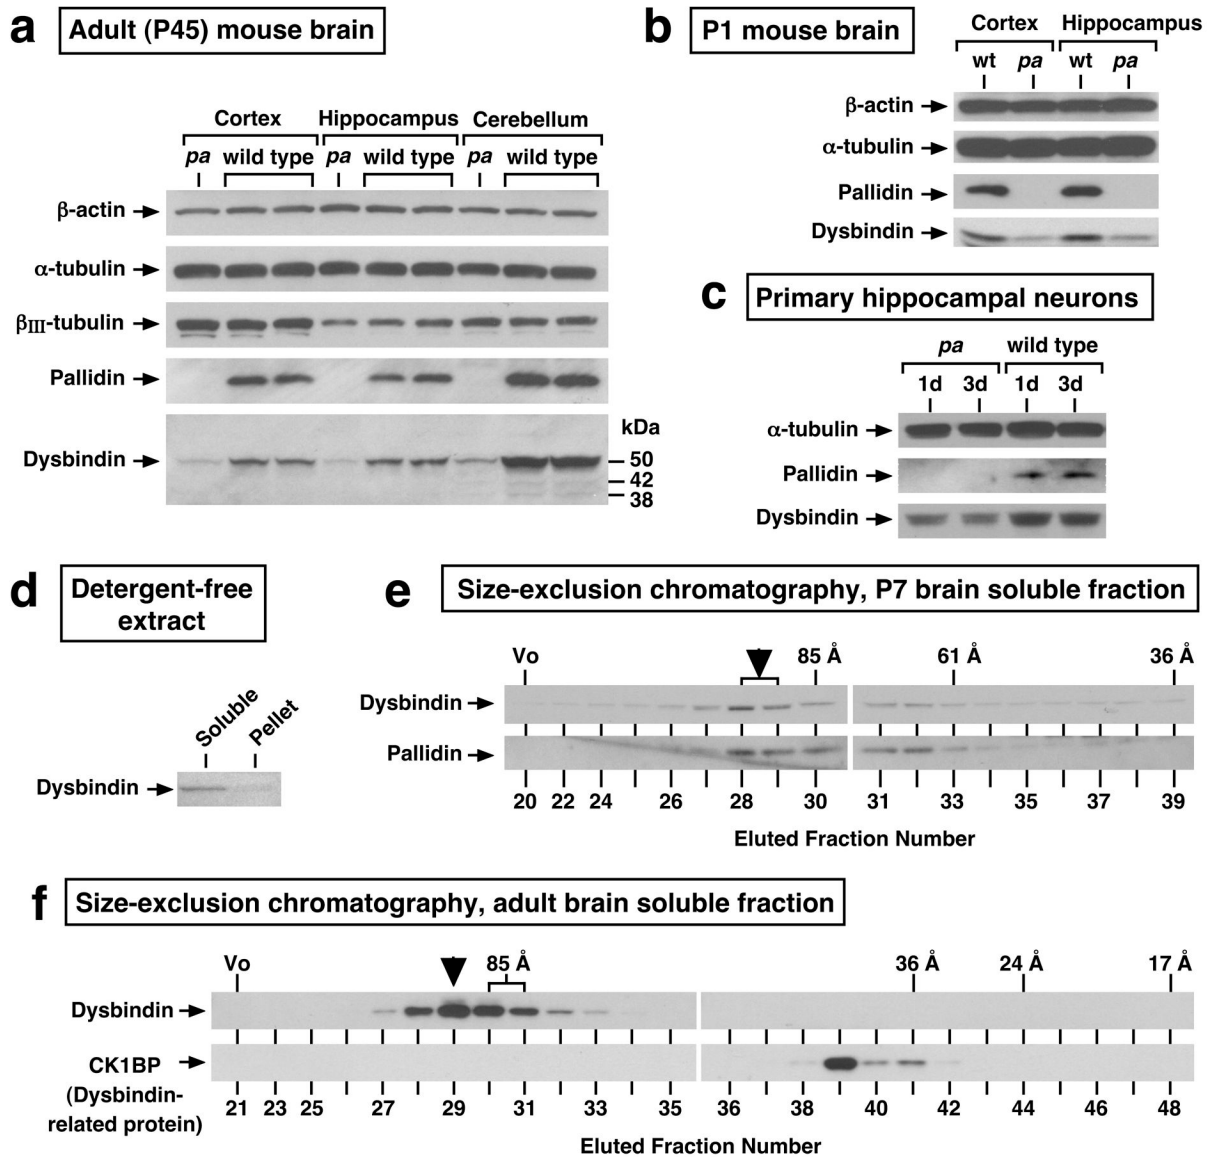 a Adult (P45) mouse brain
Cortex Hippocampus Cerebellum
pa wild type pa wild type pa wild type
β-actin
α-tubulin
βIII-tubulin
Pallidin
Dysbindin
kDa
50
42
38
b P1 mouse brain
Cortex Hippocampus
wt pa wt pa
β-actin
α-tubulin
Pallidin
Dysbindin
c Primary hippocampal neurons
pa wild type
1d 3d 1d 3d
α-tubulin
Pallidin
Dysbindin
d Detergent-free
extract
Soluble Pellet
Dysbindin
e Size-exclusion chromatography, P7 brain soluble fraction
Vo 85 Å 61 Å 36 Å
Dysbindin
Pallidin
20 22 24 26 28 30 31 33 35 37 39
Eluted Fraction Number
f Size-exclusion chromatography, adult brain soluble fraction
Vo 85 Å 36 Å 24 Å 17 Å
Dysbindin
CK1BP
(Dysbindin-
related protein)
21 23 25 27 29 31 33 35 36 38 40 42 44 46 48
Eluted Fraction Number